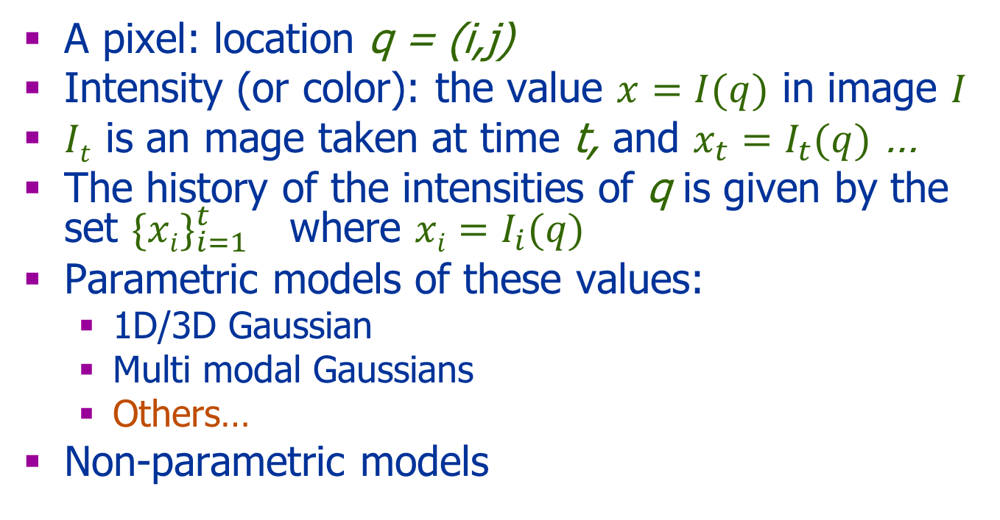 ▪ A pixel: location q = (i,j)
▪ Intensity (or color): the value x = I(q) in image I
▪ I_t is an mage taken at time t, and x_t = I_t(q) …
▪ The history of the intensities of q is given by the
set {x_i}_{i=1}^t where x_i = I_i(q)
▪ Parametric models of these values:
▪ 1D/3D Gaussian
▪ Multi modal Gaussians
▪ Others…
▪ Non-parametric models